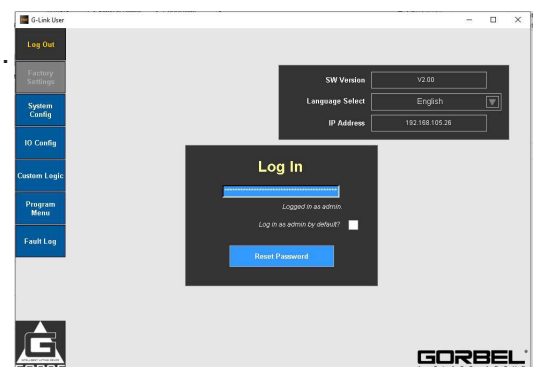 G-Link User
Log Out
Factory
Settings
System
Config
IO Config
Custom Logic
Program
Menu
Fault Log
SW Version
V2.00
Language Select
English
IP Address
192.168.105.26
Log In
Logged in as admin.
Log in as admin by default?
Reset Password
G
GORBEL